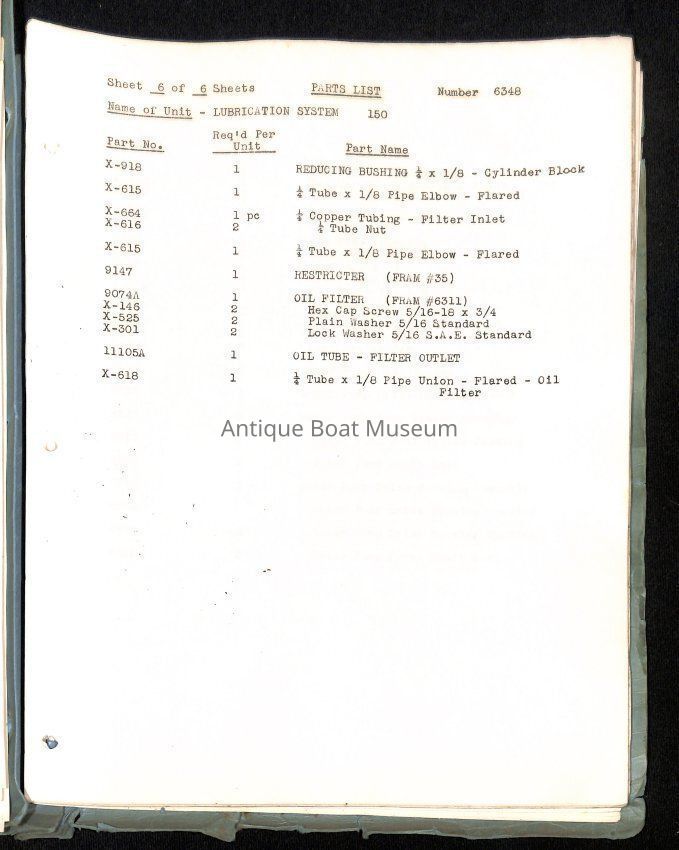 Sheet 6 of 6 Sheets PARTS LIST Number 6348
Name of Unit - LUBRICATION SYSTEM 150
Part No. Req'd Per Unit Part Name
X-918 1 REDUCING BUSHING ¼ x 1/8 - Cylinder Block
X-615 1 ¼ Tube x 1/8 Pipe Elbow - Flared
X-664 1 pc ¼ Copper Tubing - Filter Inlet
X-616 2 ¼ Tube Nut
X-615 1 ¼ Tube x 1/8 Pipe Elbow - Flared
9147 1 RESTRICTER (FRAM #35)
9074A 1 OIL FILTER (FRAM #6311)
X-146 2 Hex Cap Screw 5/16-18 x 3/4
X-525 2 Plain Washer 5/16 Standard
X-301 2 Lock Washer 5/16 S.A.E. Standard
11105A 1 OIL TUBE - FILTER OUTLET
X-618 1 ¼ Tube x 1/8 Pipe Union - Flared - Oil
Filter
Antique Boat Museum